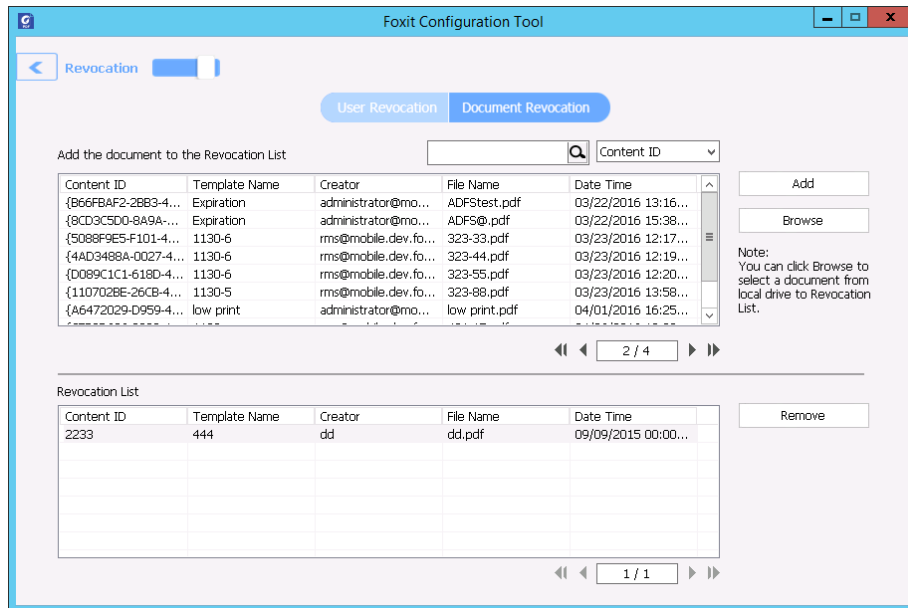 Foxit Configuration Tool
Revocation
User Revocation Document Revocation
Add the document to the Revocation List Content ID
Content ID Template Name Creator File Name Date Time
{B66FBAF2-2BB3-4... Expiration administrator@mo... ADFStest.pdf 03/22/2016 13:16...
{8CD3C5D0-8A9A-... Expiration administrator@mo... ADFS@.pdf 03/22/2016 15:38...
{5088F9E5-F101-4... 1130-6 rms@mobile.dev.fo... 323-33.pdf 03/23/2016 12:17...
{4AD3488A-0027-4... 1130-6 rms@mobile.dev.fo... 323-44.pdf 03/23/2016 12:19...
{D089C1C1-618D-4... 1130-6 rms@mobile.dev.fo... 323-55.pdf 03/23/2016 12:20...
{110702BE-26CB-4... 1130-5 rms@mobile.dev.fo... 323-88.pdf 03/23/2016 13:58...
{A6472029-D959-4... low print administrator@mo... low print.pdf 04/01/2016 16:25...
Add
Browse
Note:
You can click Browse to
select a document from
local drive to Revocation
List.
2 / 4
Revocation List
Content ID Template Name Creator File Name Date Time
2233 444 dd dd.pdf 09/09/2015 00:00...
Remove
1 / 1